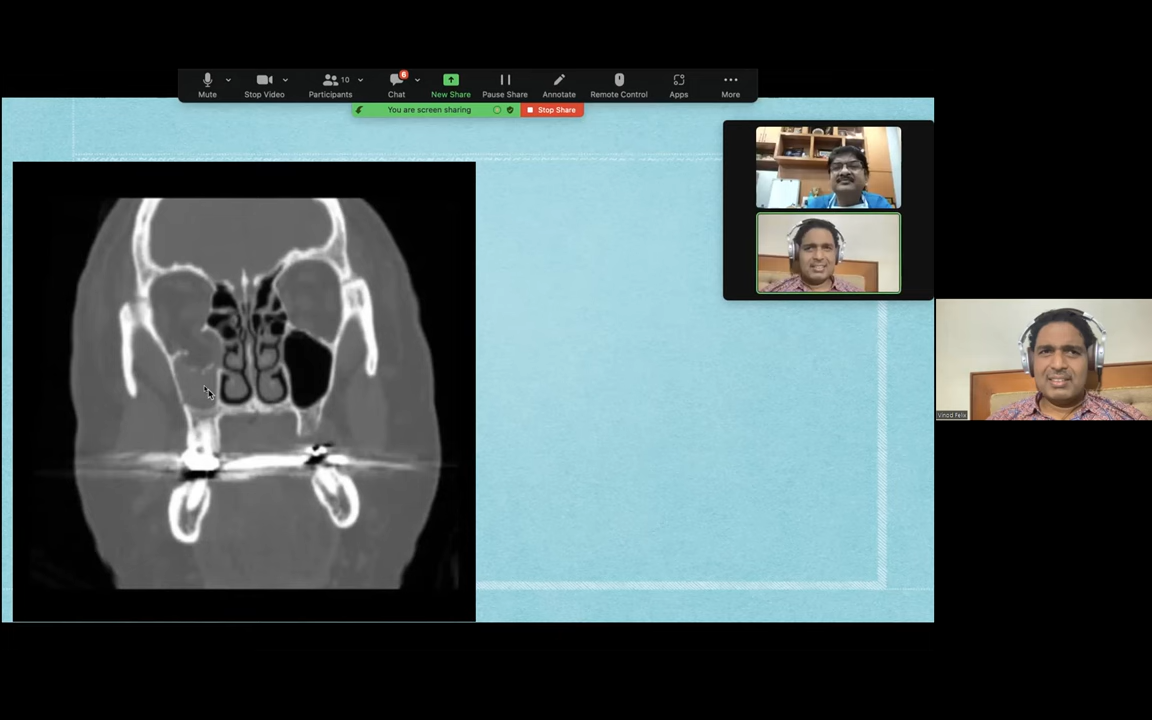 10
6
Mute
Stop Video
Participants
Chat
New Share
Pause Share
Annotate
Remote Control
Apps
More
You are screen sharing
Stop Share
Vinod Felix